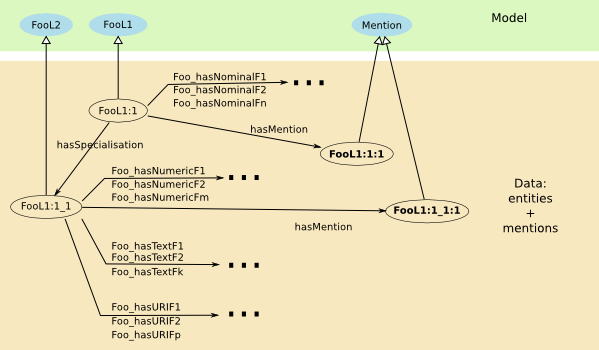 FooL2
FooL1
Mention
Model
Foo_hasNominalF1
Foo_hasNominalF2
Foo_hasNominalFn
FooL1:1
hasMention
hasSpecialisation
FooL1:1:1
Foo_hasNumericF1
Foo_hasNumericF2
Foo_hasNumericFm
FooL1:1_1
FooL1:1_1:1
hasMention
Data:
entities
+
mentions
Foo_hasTextF1
Foo_hasTextF2
Foo_hasTextFk
Foo_hasURIF1
Foo_hasURIF2
Foo_hasURIFp